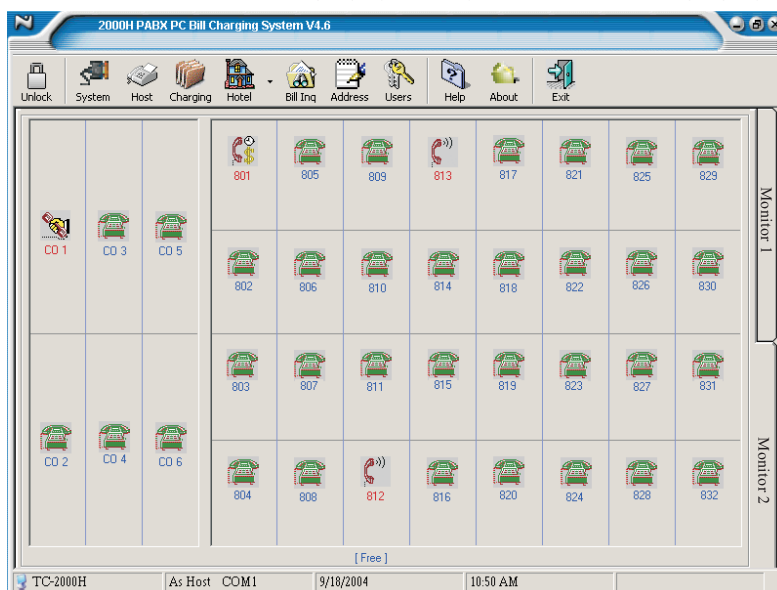 2000H PABX PC Bill Charging System V4.6
Unlock System Host Charging Hotel Bill Inq Address Users Help About Exit
801 805 809 813 817 821 825 829
CO 1 CO 3 CO 5
802 806 810 814 818 822 826 830
803 807 811 815 819 823 827 831
CO 2 CO 4 CO 6
804 808 812 816 820 824 828 832
Monitor 1
Monitor 2
[ Free ]
TC-2000H As Host COM1 9/18/2004 10:50 AM